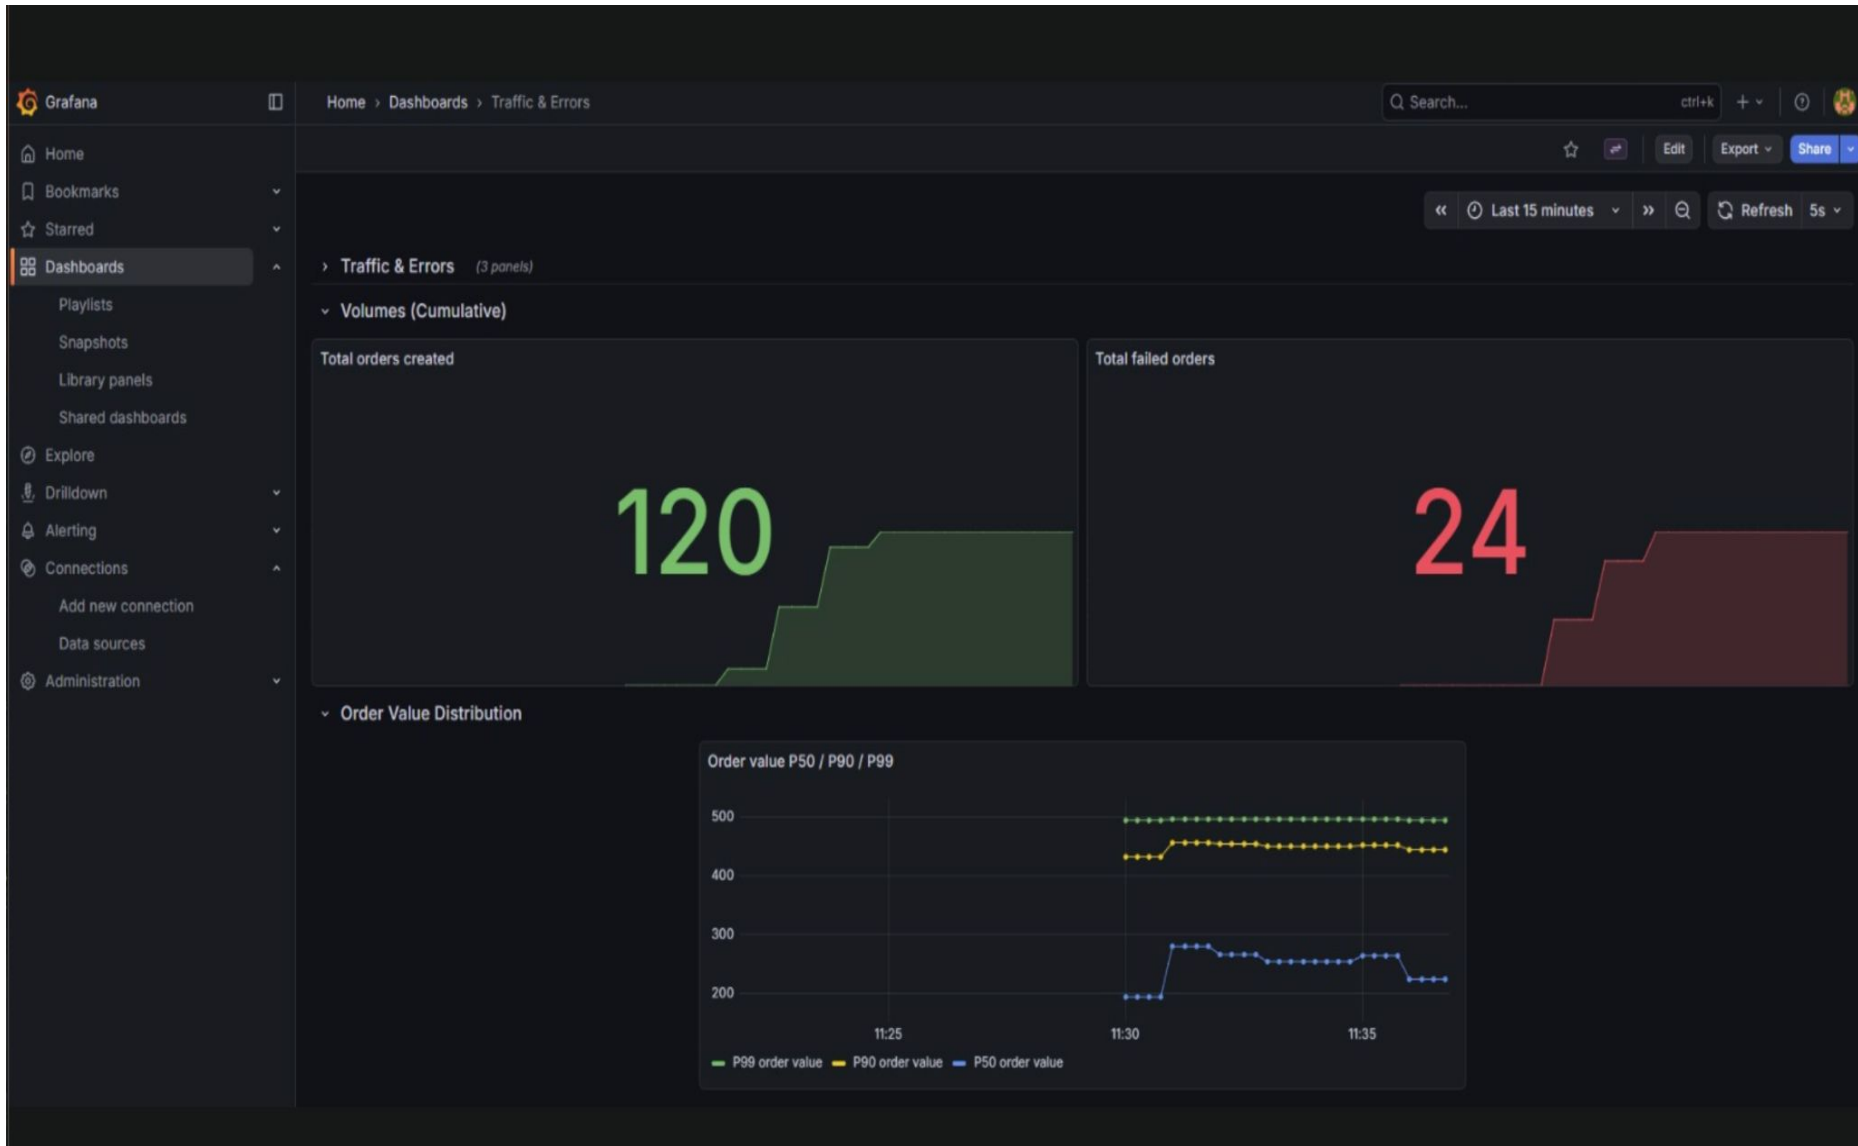 Grafana
Home › Dashboards › Traffic & Errors
Search...
ctrl+k
Home
Bookmarks
Starred
Dashboards
Playlists
Snapshots
Library panels
Shared dashboards
Explore
Drilldown
Alerting
Connections
Add new connection
Data sources
Administration
Edit
Export
Share
Last 15 minutes
Refresh
5s
Traffic & Errors (3 panels)
Volumes (Cumulative)
Total orders created
120
Total failed orders
24
Order Value Distribution
Order value P50 / P90 / P99
500
400
300
200
11:25 11:30 11:35
P99 order value P90 order value P50 order value